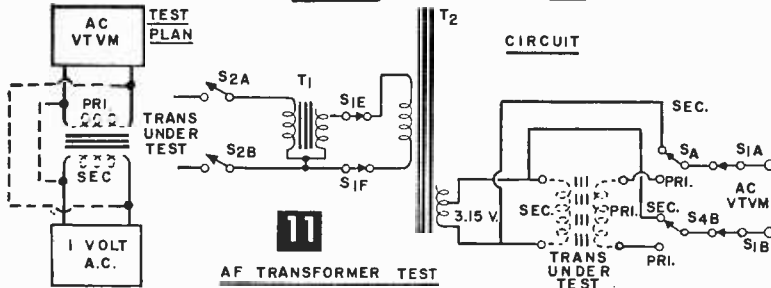 AC
VTVM
TEST
PLAN
PRI.
TRANS
UNDER
TEST
SEC
1 VOLT
A.C.
S2A
S2B
T1
S1E
S1F
11
AF TRANSFORMER TEST
T2
CIRCUIT
3.15 V.
SEC.
PRI.
TRANS
UNDER
TEST
SEC.
SA
S1A
PRI.
AC
VTVM
SEC.
S4B
S1B
PRI.